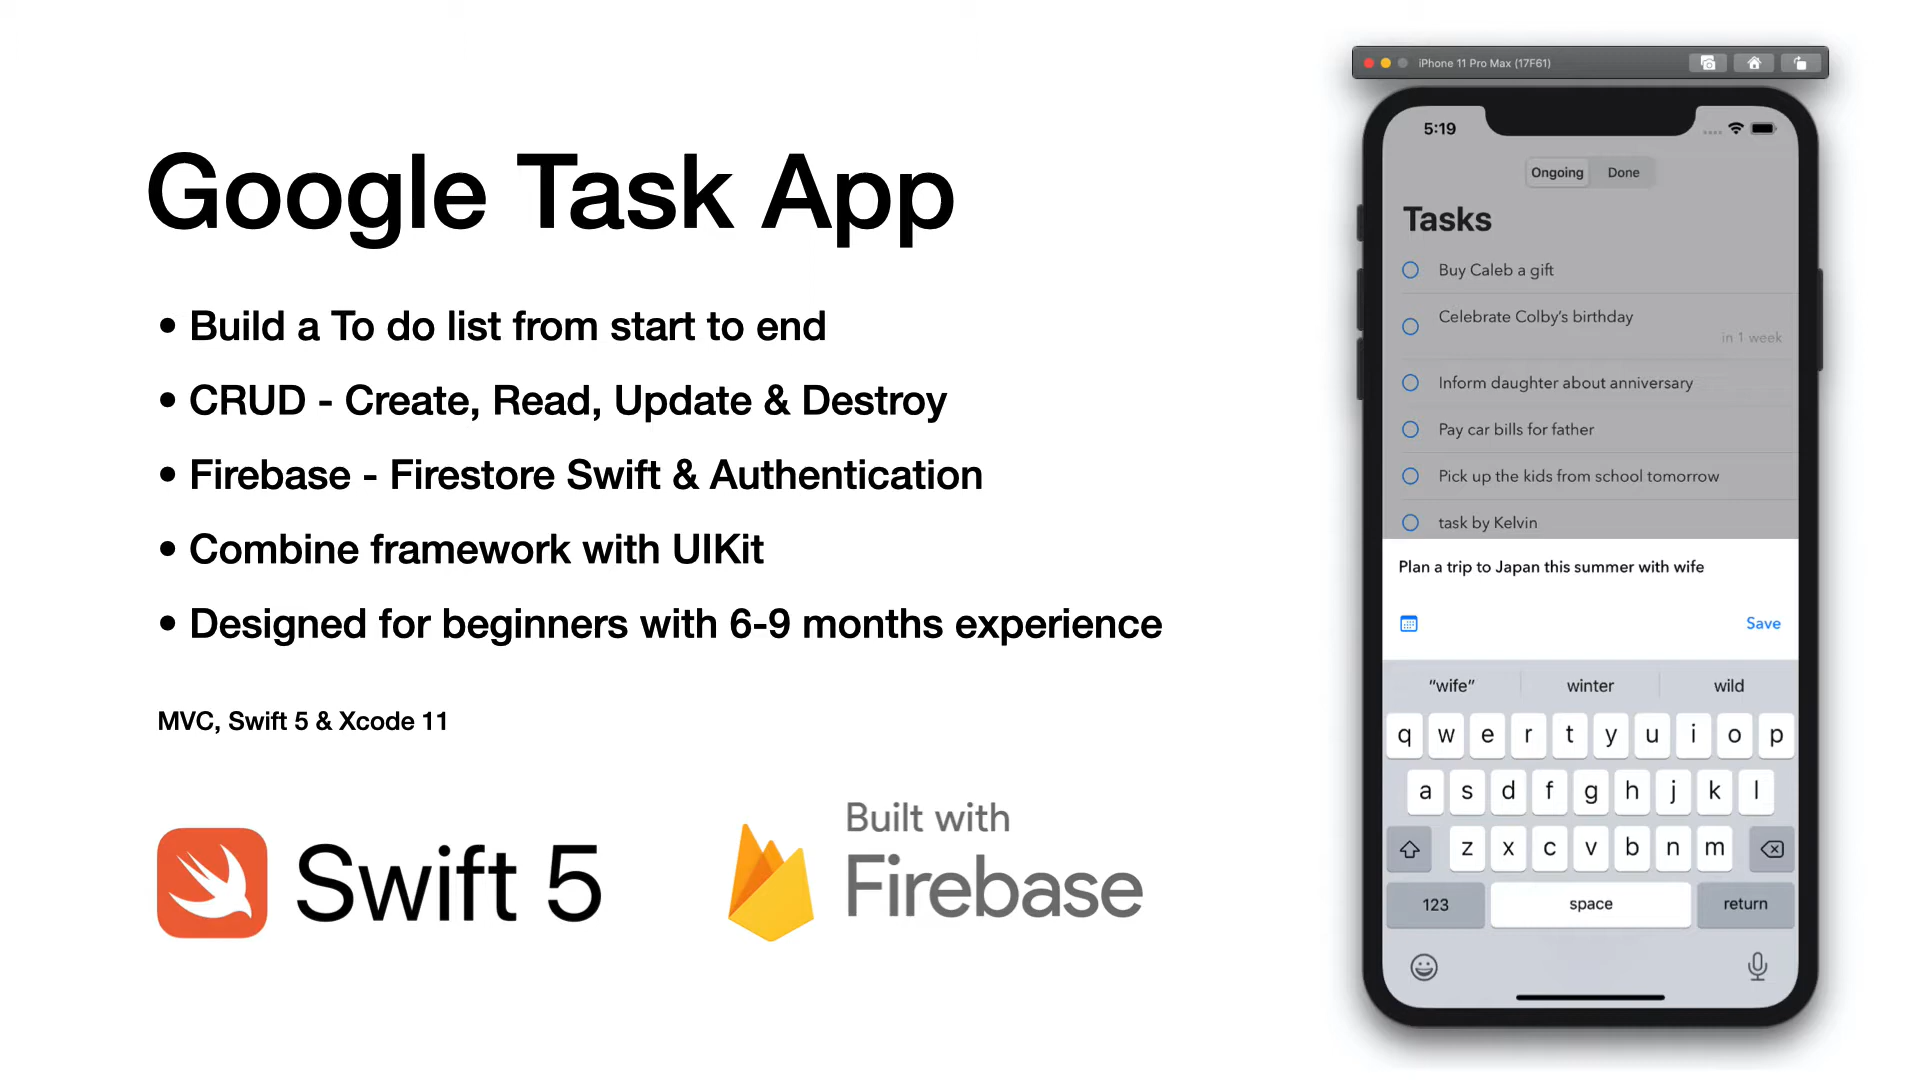 Google Task App
• Build a To do list from start to end
• CRUD - Create, Read, Update & Destroy
• Firebase - Firestore Swift & Authentication
• Combine framework with UIKit
• Designed for beginners with 6-9 months experience
MVC, Swift 5 & Xcode 11
Swift 5
Built with
Firebase
iPhone 11 Pro Max (17F61)
5:19
Ongoing Done
Tasks
Buy Caleb a gift
Celebrate Colby’s birthday
in 1 week
Inform daughter about anniversary
Pay car bills for father
Pick up the kids from school tomorrow
task by Kelvin
Plan a trip to Japan this summer with wife
Save
“wife” winter wild
q w e r t y u i o p
a s d f g h j k l
z x c v b n m
123 space return